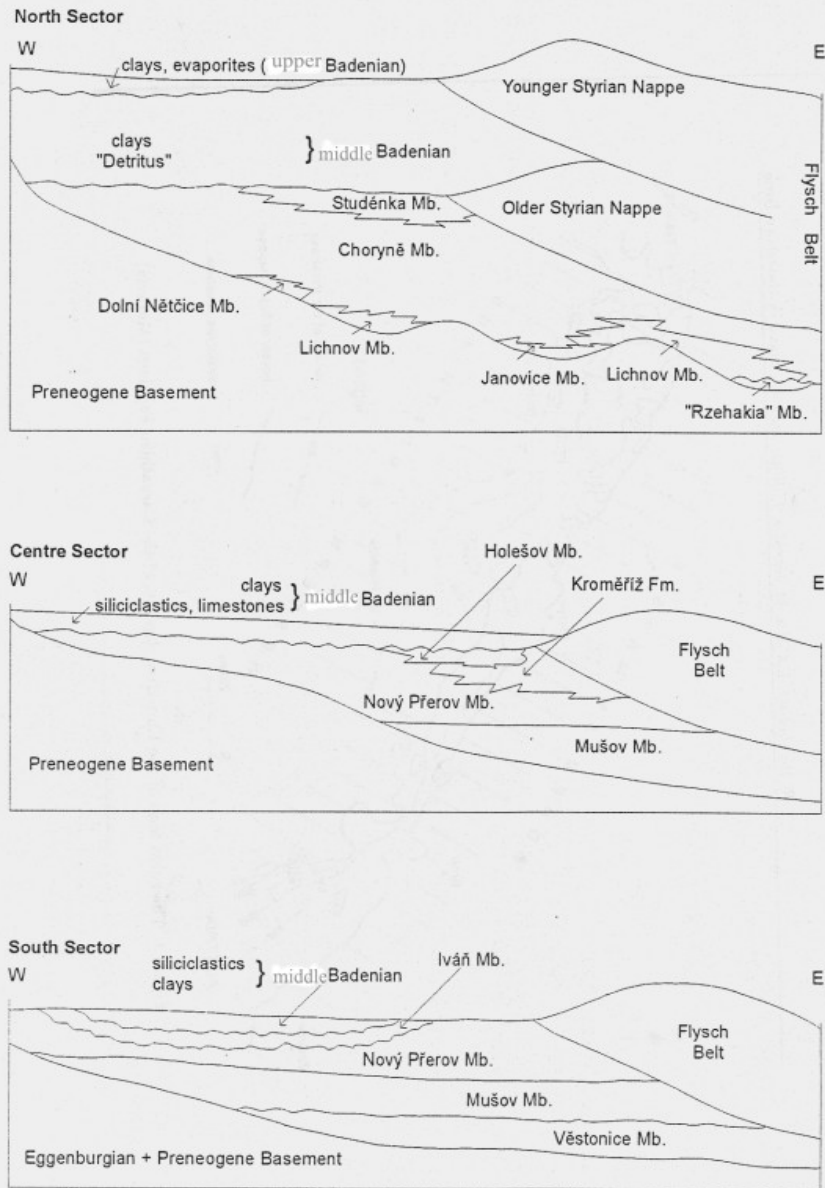 North Sector
W
E
clays, evaporites ( upper Badenian)
Younger Styrian Nappe
clays
"Detritus"
} middle Badenian
Flysch Belt
Studénka Mb.
Older Styrian Nappe
Choryně Mb.
Dolní Nětčice Mb.
Lichnov Mb.
Janovice Mb.
Lichnov Mb.
Preneogene Basement
"Rzehakia" Mb.
Centre Sector
W
E
Holešov Mb.
clays
siliciclastics, limestones } middle Badenian
Kroměříž Fm.
Flysch
Belt
Nový Přerov Mb.
Mušov Mb.
Preneogene Basement
South Sector
W
E
siliciclastics
clays } middle Badenian
Iváň Mb.
Flysch
Belt
Nový Přerov Mb.
Mušov Mb.
Věstonice Mb.
Eggenburgian + Preneogene Basement